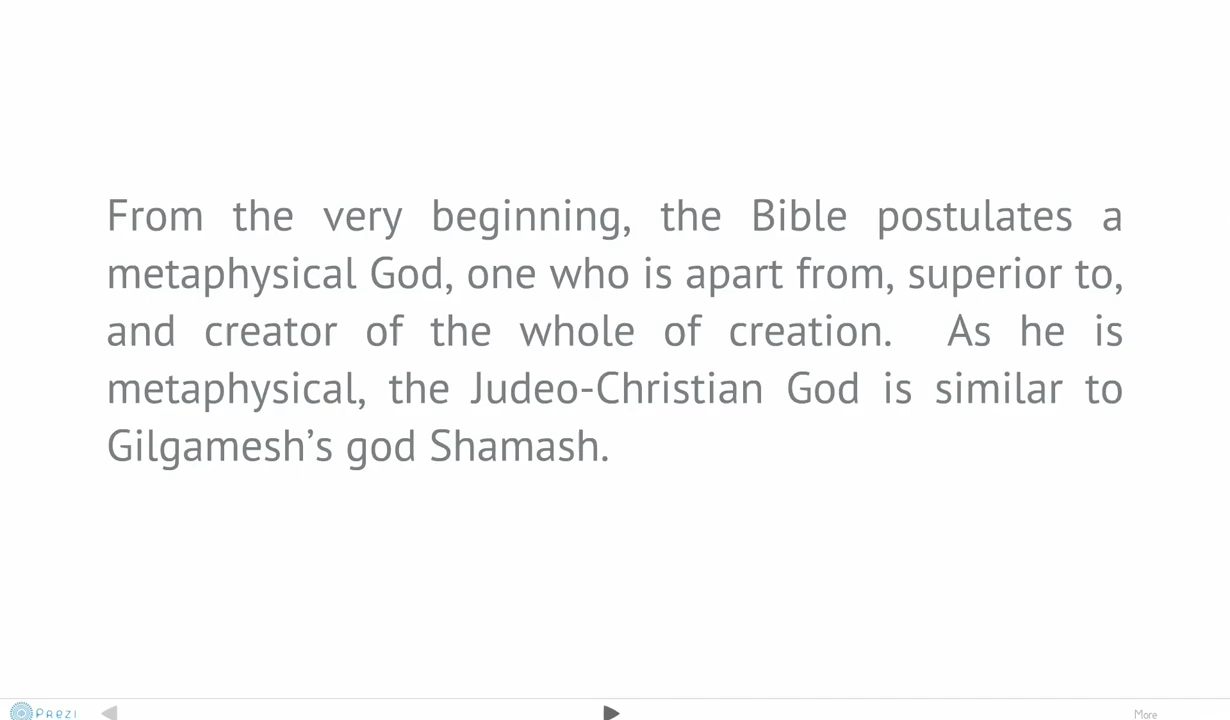 From the very beginning, the Bible postulates a
metaphysical God, one who is apart from, superior to,
and creator of the whole of creation. As he is
metaphysical, the Judeo-Christian God is similar to
Gilgamesh’s god Shamash.
PREZI
More